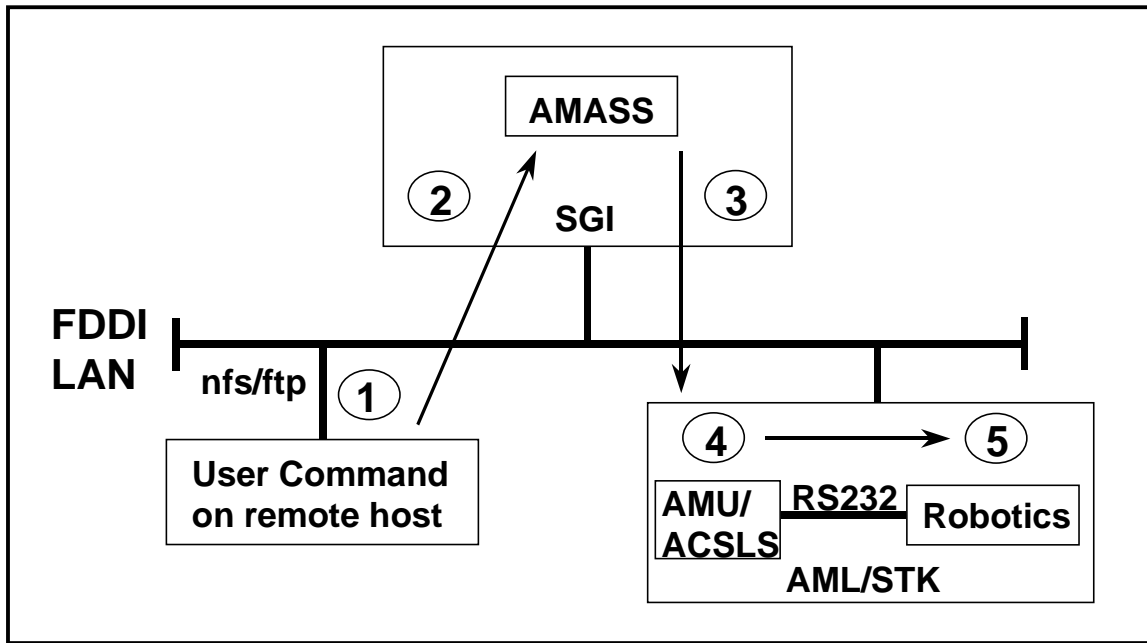 AMASS
2
3
SGI
FDDI
LAN
nfs/ftp
1
User Command
on remote host
4
5
AMU/
ACSLS
RS232
Robotics
AML/STK